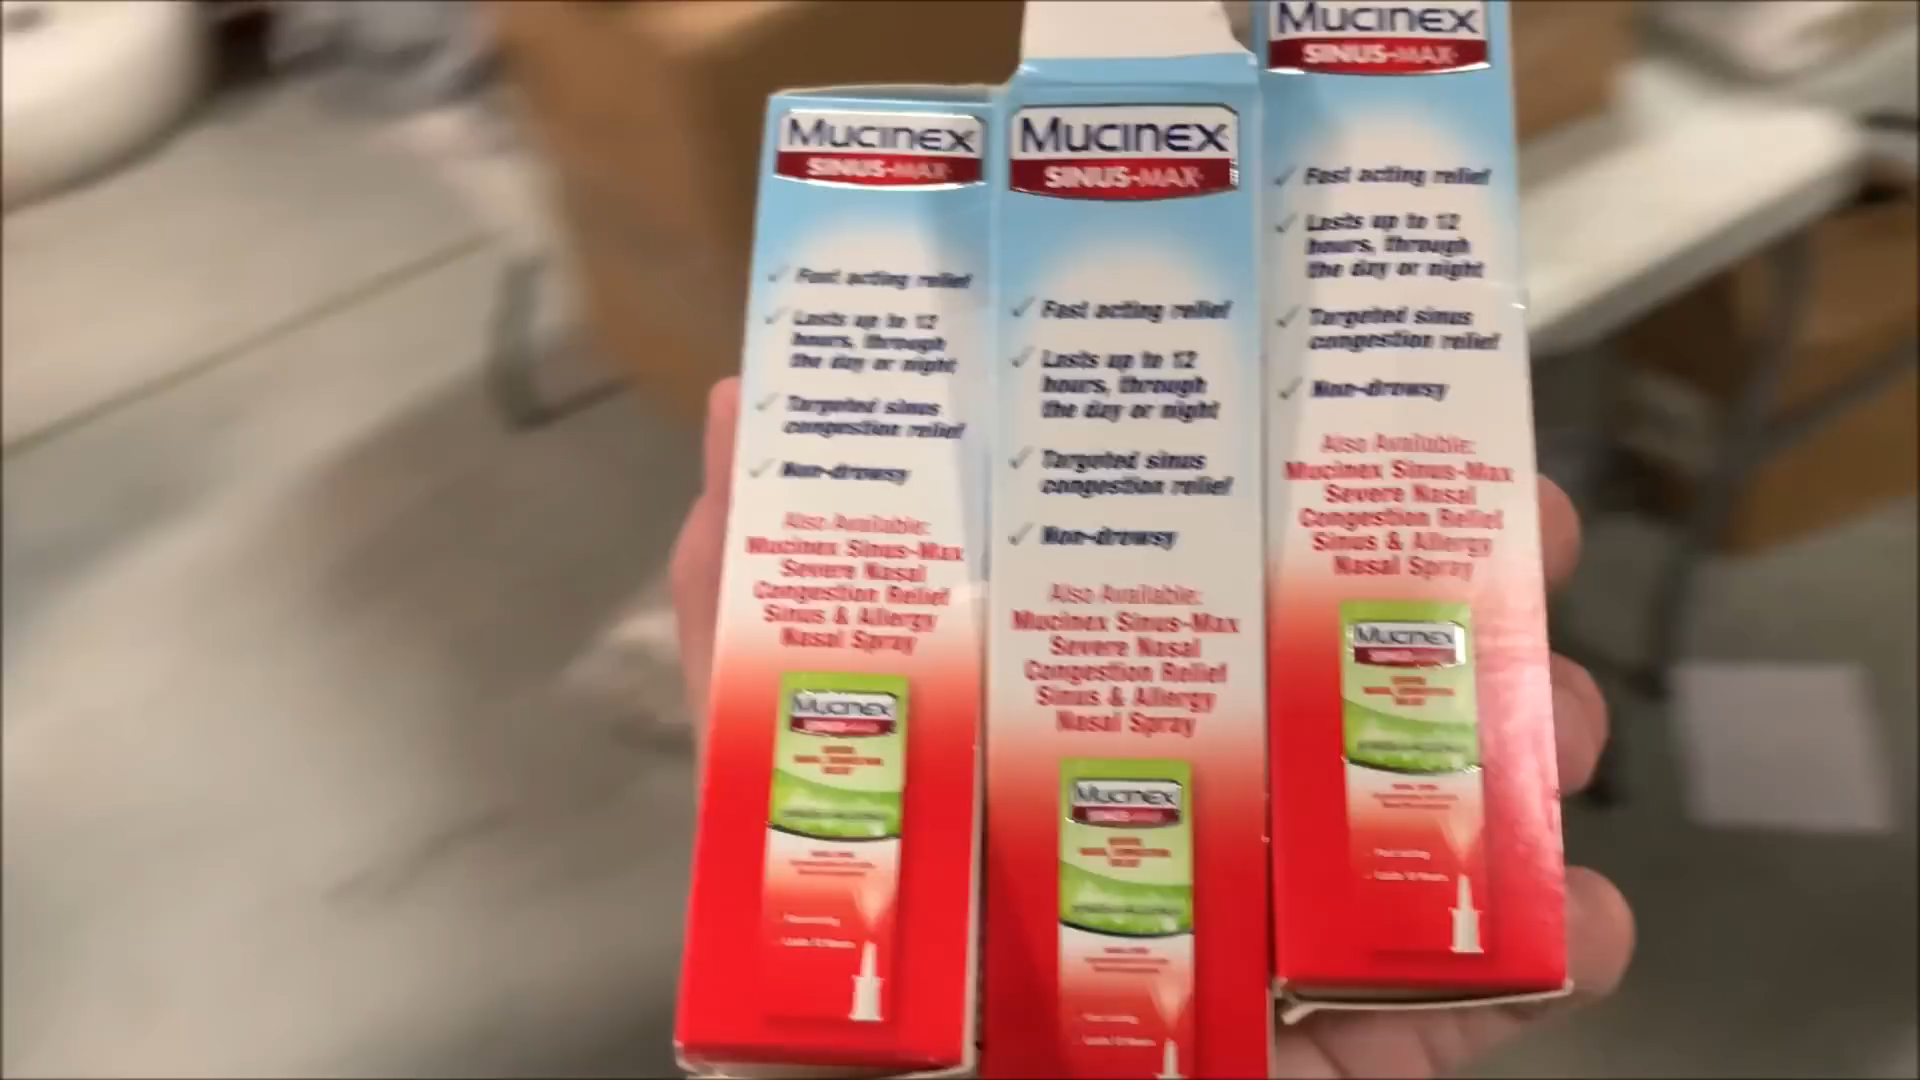 Mucinex
SINUS-MAX
Fast acting relief
Lasts up to 12
hours, through
the day or night
Targeted sinus
congestion relief
Non-drowsy
Also Available:
Mucinex Sinus-Max
Severe Nasal
Congestion Relief
Sinus & Allergy
Nasal Spray
Mucinex
Mucinex
SINUS-MAX
Fast acting relief
Lasts up to 12
hours, through
the day or night
Targeted sinus
congestion relief
Non-drowsy
Also Available:
Mucinex Sinus-Max
Severe Nasal
Congestion Relief
Sinus & Allergy
Nasal Spray
Mucinex
Mucinex
SINUS-MAX
Fast acting relief
Lasts up to 12
hours, through
the day or night
Targeted sinus
congestion relief
Non-drowsy
Also Available:
Mucinex Sinus-Max
Severe Nasal
Congestion Relief
Sinus & Allergy
Nasal Spray
Mucinex